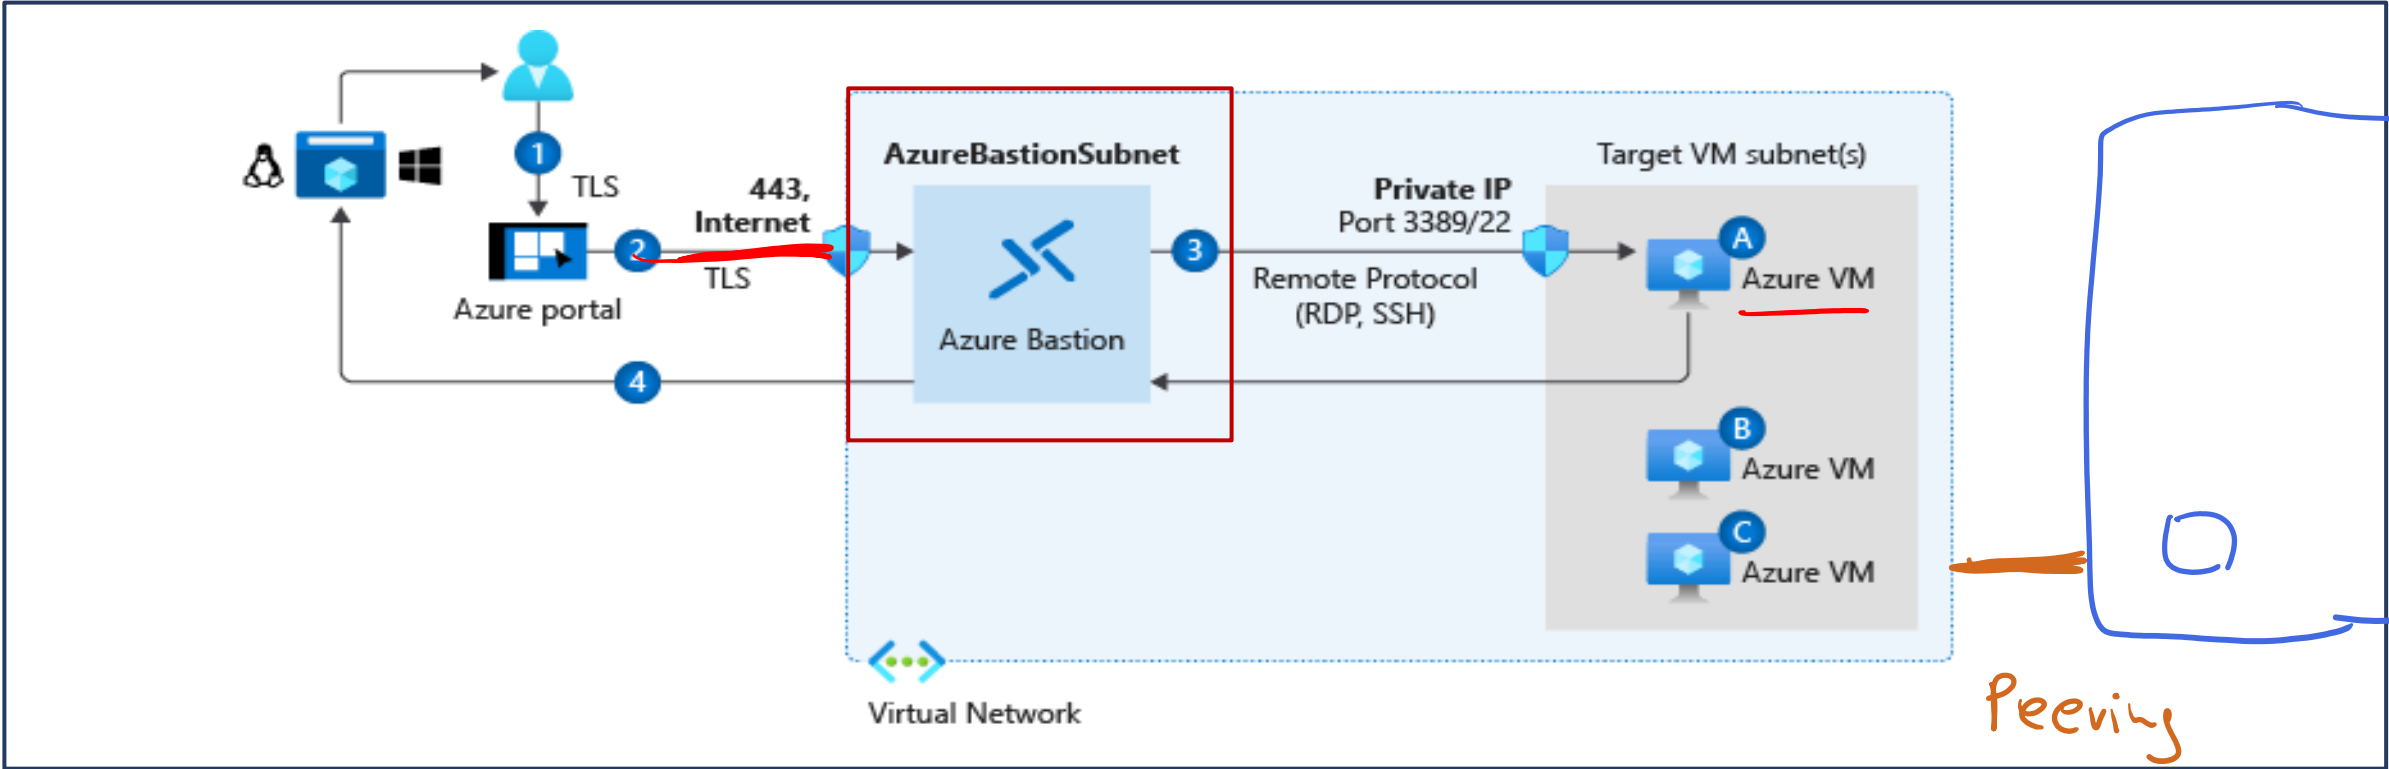 1
TLS
Azure portal
443,
Internet
2
TLS
AzureBastionSubnet
Azure Bastion
3
Private IP
Port 3389/22
Remote Protocol
(RDP, SSH)
Target VM subnet(s)
A
Azure VM
B
Azure VM
C
Azure VM
4
Virtual Network
Peering